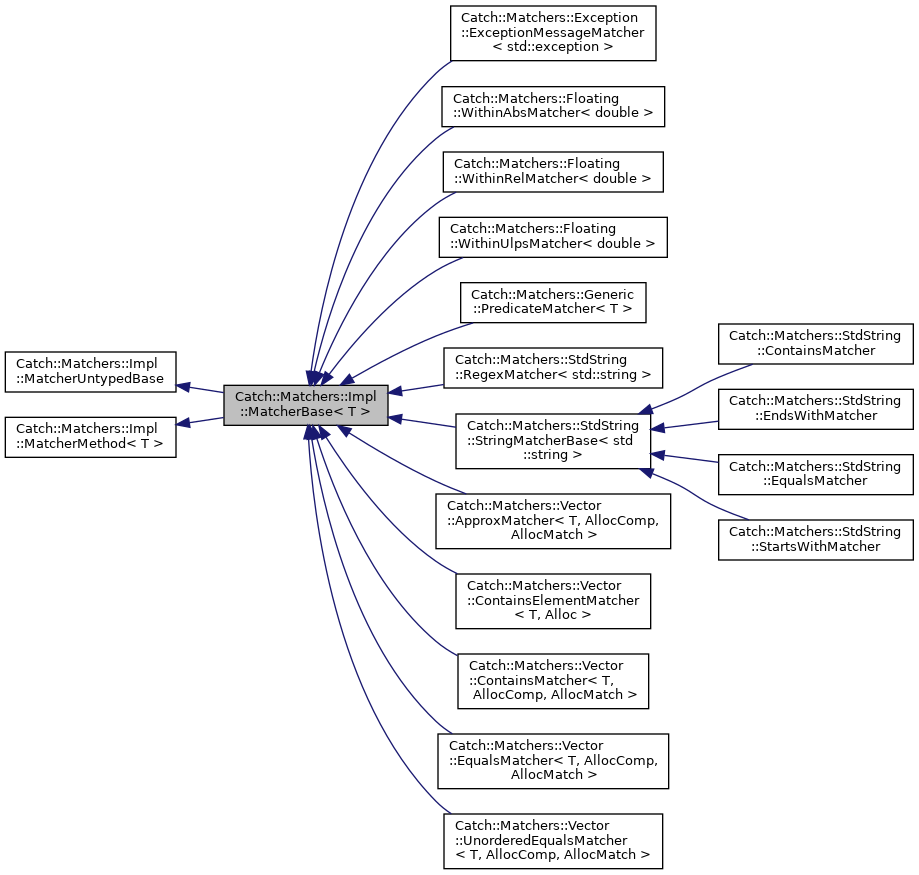 Catch::Matchers::Exception
::ExceptionMessageMatcher
< std::exception >
Catch::Matchers::Floating
::WithinAbsMatcher< double >
Catch::Matchers::Floating
::WithinRelMatcher< double >
Catch::Matchers::Floating
::WithinUlpsMatcher< double >
Catch::Matchers::Generic
::PredicateMatcher< T >
Catch::Matchers::StdString
::RegexMatcher< std::string >
Catch::Matchers::StdString
::StringMatcherBase< std
::string >
Catch::Matchers::Vector
::ApproxMatcher< T, AllocComp,
AllocMatch >
Catch::Matchers::Vector
::ContainsElementMatcher
< T, Alloc >
Catch::Matchers::Vector
::ContainsMatcher< T,
AllocComp, AllocMatch >
Catch::Matchers::Vector
::EqualsMatcher< T, AllocComp,
AllocMatch >
Catch::Matchers::Vector
::UnorderedEqualsMatcher
< T, AllocComp, AllocMatch >
Catch::Matchers::Impl
::MatcherUntypedBase
Catch::Matchers::Impl
::MatcherMethod< T >
Catch::Matchers::Impl
::MatcherBase< T >
Catch::Matchers::StdString
::ContainsMatcher
Catch::Matchers::StdString
::EndsWithMatcher
Catch::Matchers::StdString
::EqualsMatcher
Catch::Matchers::StdString
::StartsWithMatcher